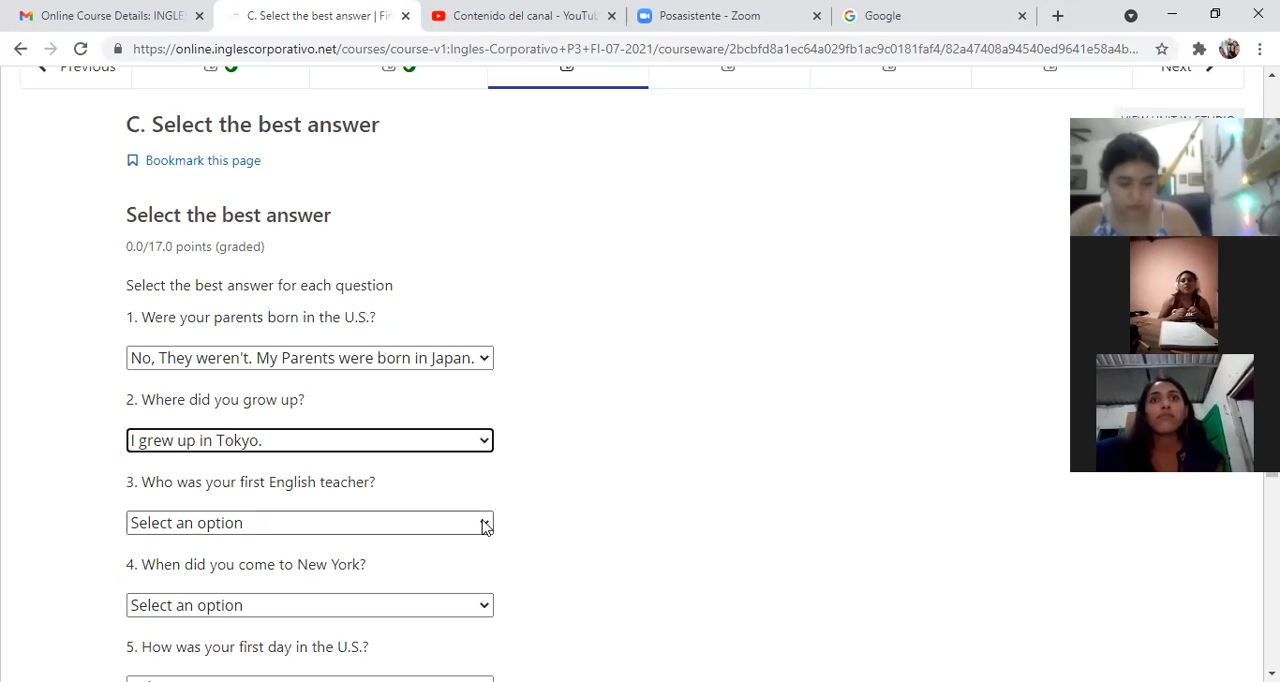 Online Course Details: INGLE
C. Select the best answer | Fin
Contenido del canal - YouTu
Posasistente - Zoom
Google
https://online.inglescorporativo.net/courses/course-v1:Ingles-Corporativo+P3+FI-07-2021/courseware/2bcbfd8a1ec64a029fb1ac9c0181faf4/82a47408a94540ed9641e58a4b...
Previous
Next
VIEW UNIT IN STUDIO
C. Select the best answer
Bookmark this page
Select the best answer
0.0/17.0 points (graded)
Select the best answer for each question
1. Were your parents born in the U.S.?
No, They weren't. My Parents were born in Japan.
2. Where did you grow up?
I grew up in Tokyo.
3. Who was your first English teacher?
Select an option
4. When did you come to New York?
Select an option
5. How was your first day in the U.S.?